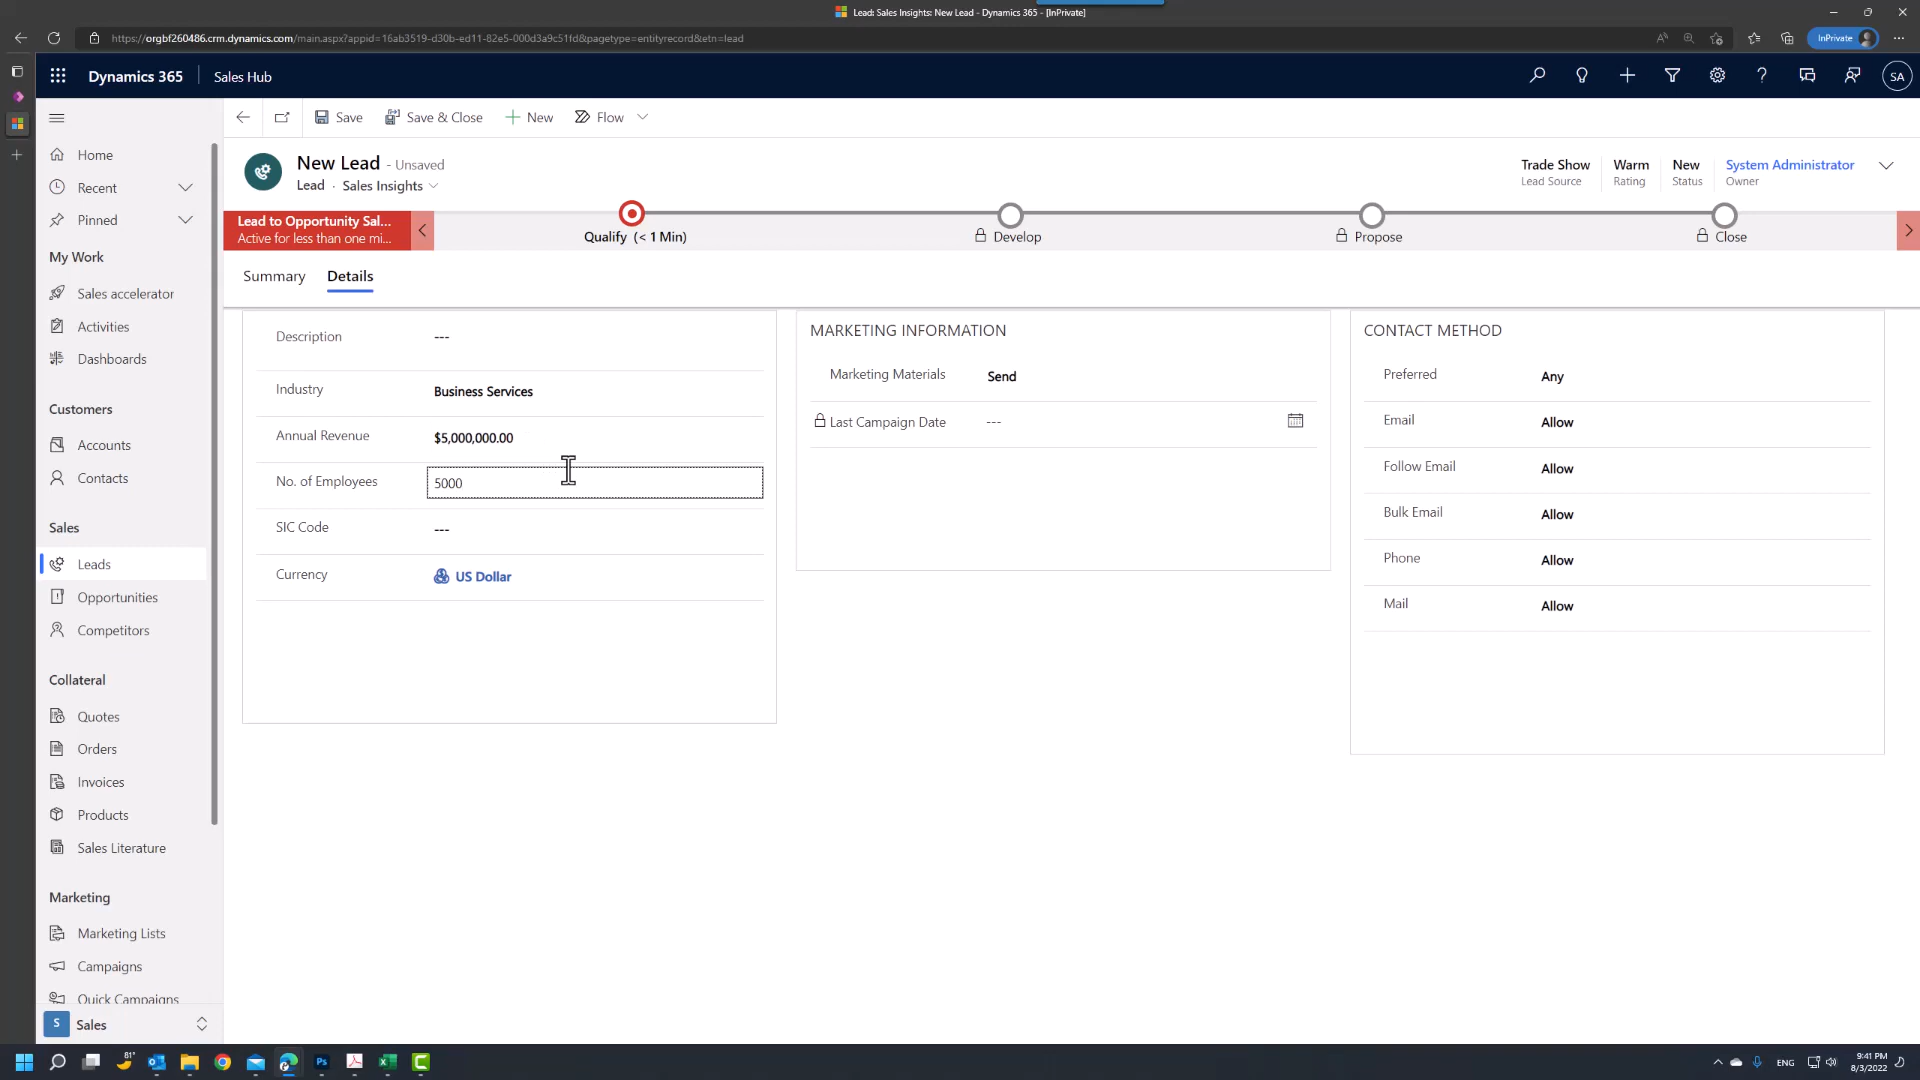 Lead: Sales Insights: New Lead - Dynamics 365 - [InPrivate]
https://orgbf260486.crm.dynamics.com/main.aspx?appid=16ab3519-d30b-ed11-82e5-000d3a9c51fd&pagetype=entityrecord&etn=lead
InPrivate
Dynamics 365
Sales Hub
SA
Save
Save & Close
New
Flow
Home
Recent
Pinned
My Work
Sales accelerator
Activities
Dashboards
Customers
Accounts
Contacts
Sales
Leads
Opportunities
Competitors
Collateral
Quotes
Orders
Invoices
Products
Sales Literature
Marketing
Marketing Lists
Campaigns
Quick Campaigns
S
Sales
New Lead - Unsaved
Lead · Sales Insights
Trade Show
Lead Source
Warm
Rating
New
Status
System Administrator
Owner
Lead to Opportunity Sal...
Active for less than one mi...
Qualify (< 1 Min)
Develop
Propose
Close
Summary
Details
Description
---
Industry
Business Services
Annual Revenue
$5,000,000.00
No. of Employees
5000
SIC Code
---
Currency
US Dollar
MARKETING INFORMATION
Marketing Materials
Send
Last Campaign Date
---
CONTACT METHOD
Preferred
Any
Email
Allow
Follow Email
Allow
Bulk Email
Allow
Phone
Allow
Mail
Allow
81°
Ps
ENG
9:41 PM
8/3/2022